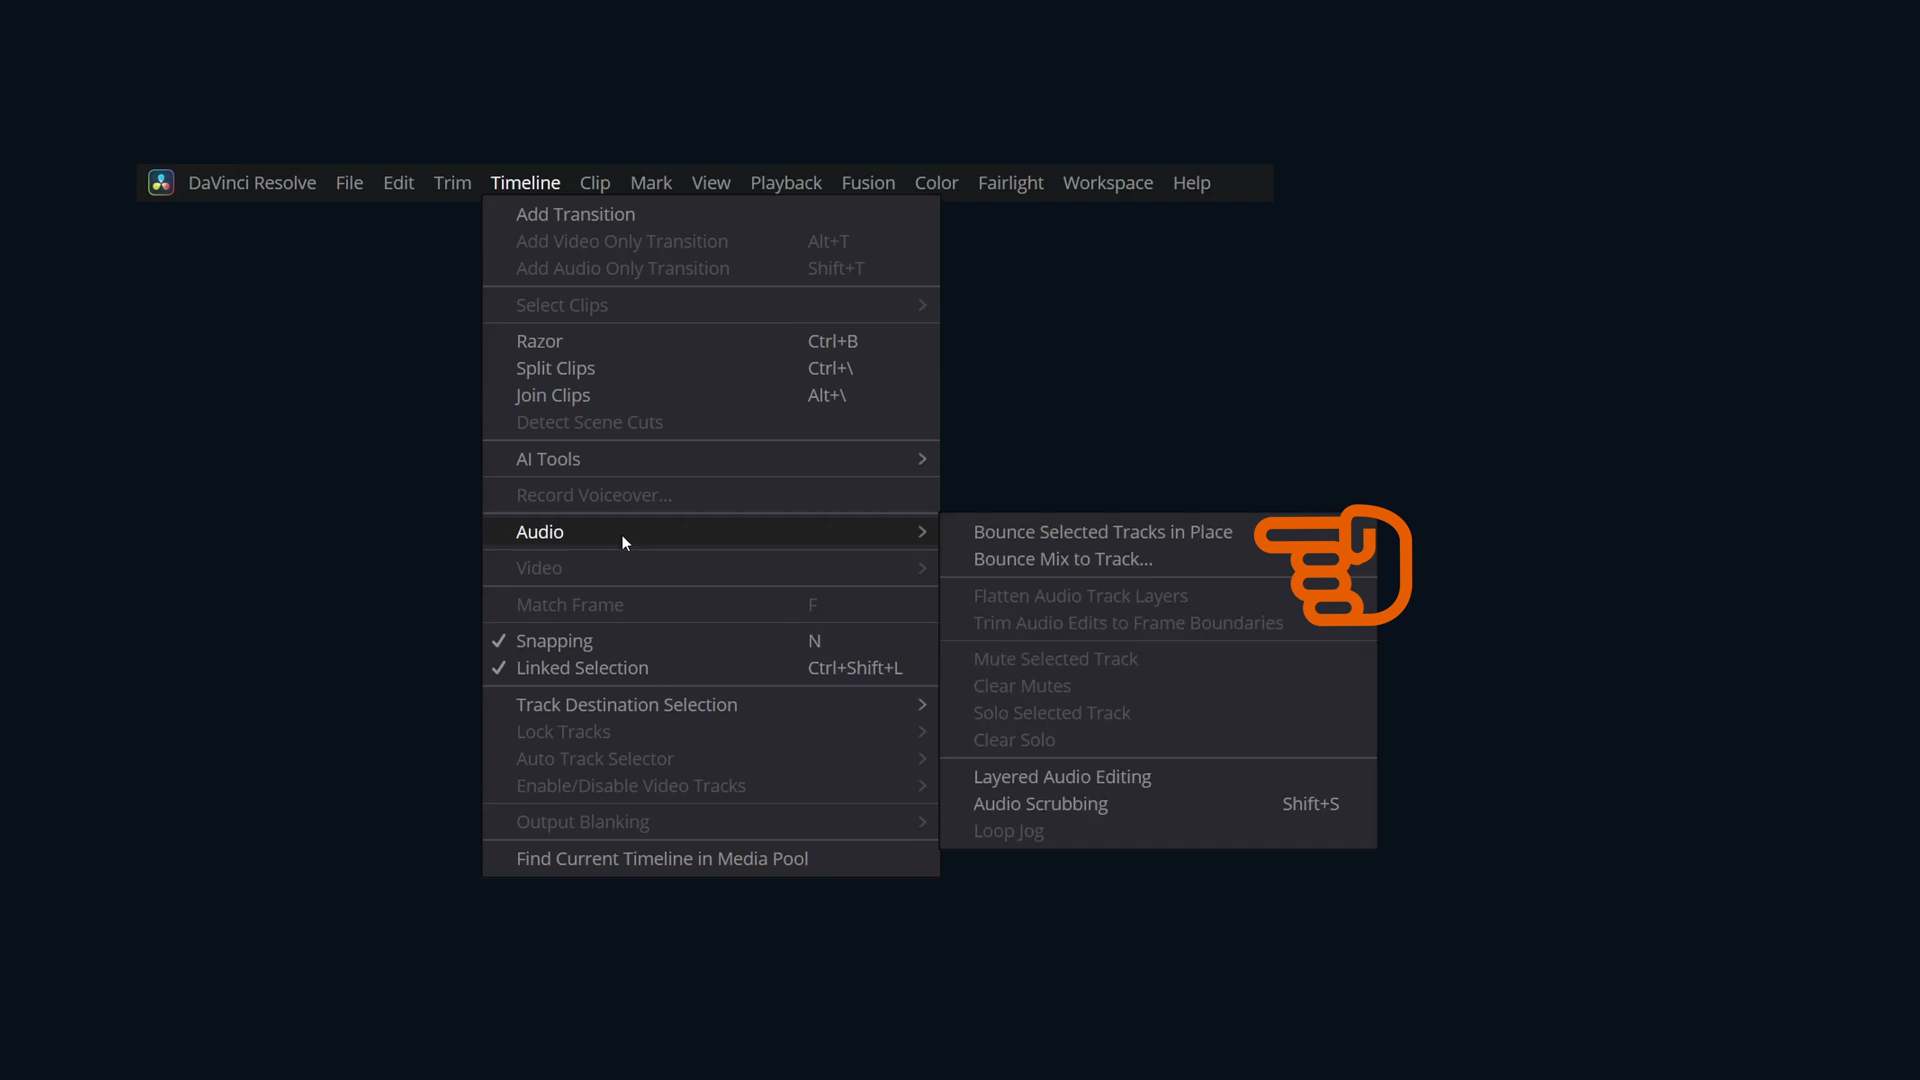 DaVinci Resolve File Edit Trim Timeline Clip Mark View Playback Fusion Color Fairlight Workspace Help
Add Transition
Add Video Only Transition Alt+T
Add Audio Only Transition Shift+T
Select Clips
Razor Ctrl+B
Split Clips Ctrl+\
Join Clips Alt+\
Detect Scene Cuts
AI Tools
Record Voiceover...
Audio
Video
Match Frame F
Snapping N
Linked Selection Ctrl+Shift+L
Track Destination Selection
Lock Tracks
Auto Track Selector
Enable/Disable Video Tracks
Output Blanking
Find Current Timeline in Media Pool
Bounce Selected Tracks in Place
Bounce Mix to Track...
Flatten Audio Track Layers
Trim Audio Edits to Frame Boundaries
Mute Selected Track
Clear Mutes
Solo Selected Track
Clear Solo
Layered Audio Editing
Audio Scrubbing Shift+S
Loop Jog